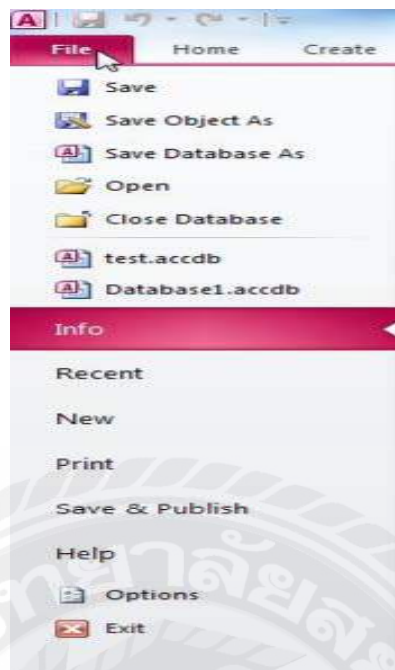 A
File Home Create
Save
Save Object As
Save Database As
Open
Close Database
test.accdb
Database1.accdb
Info
Recent
New
Print
Save & Publish
Help
Options
Exit